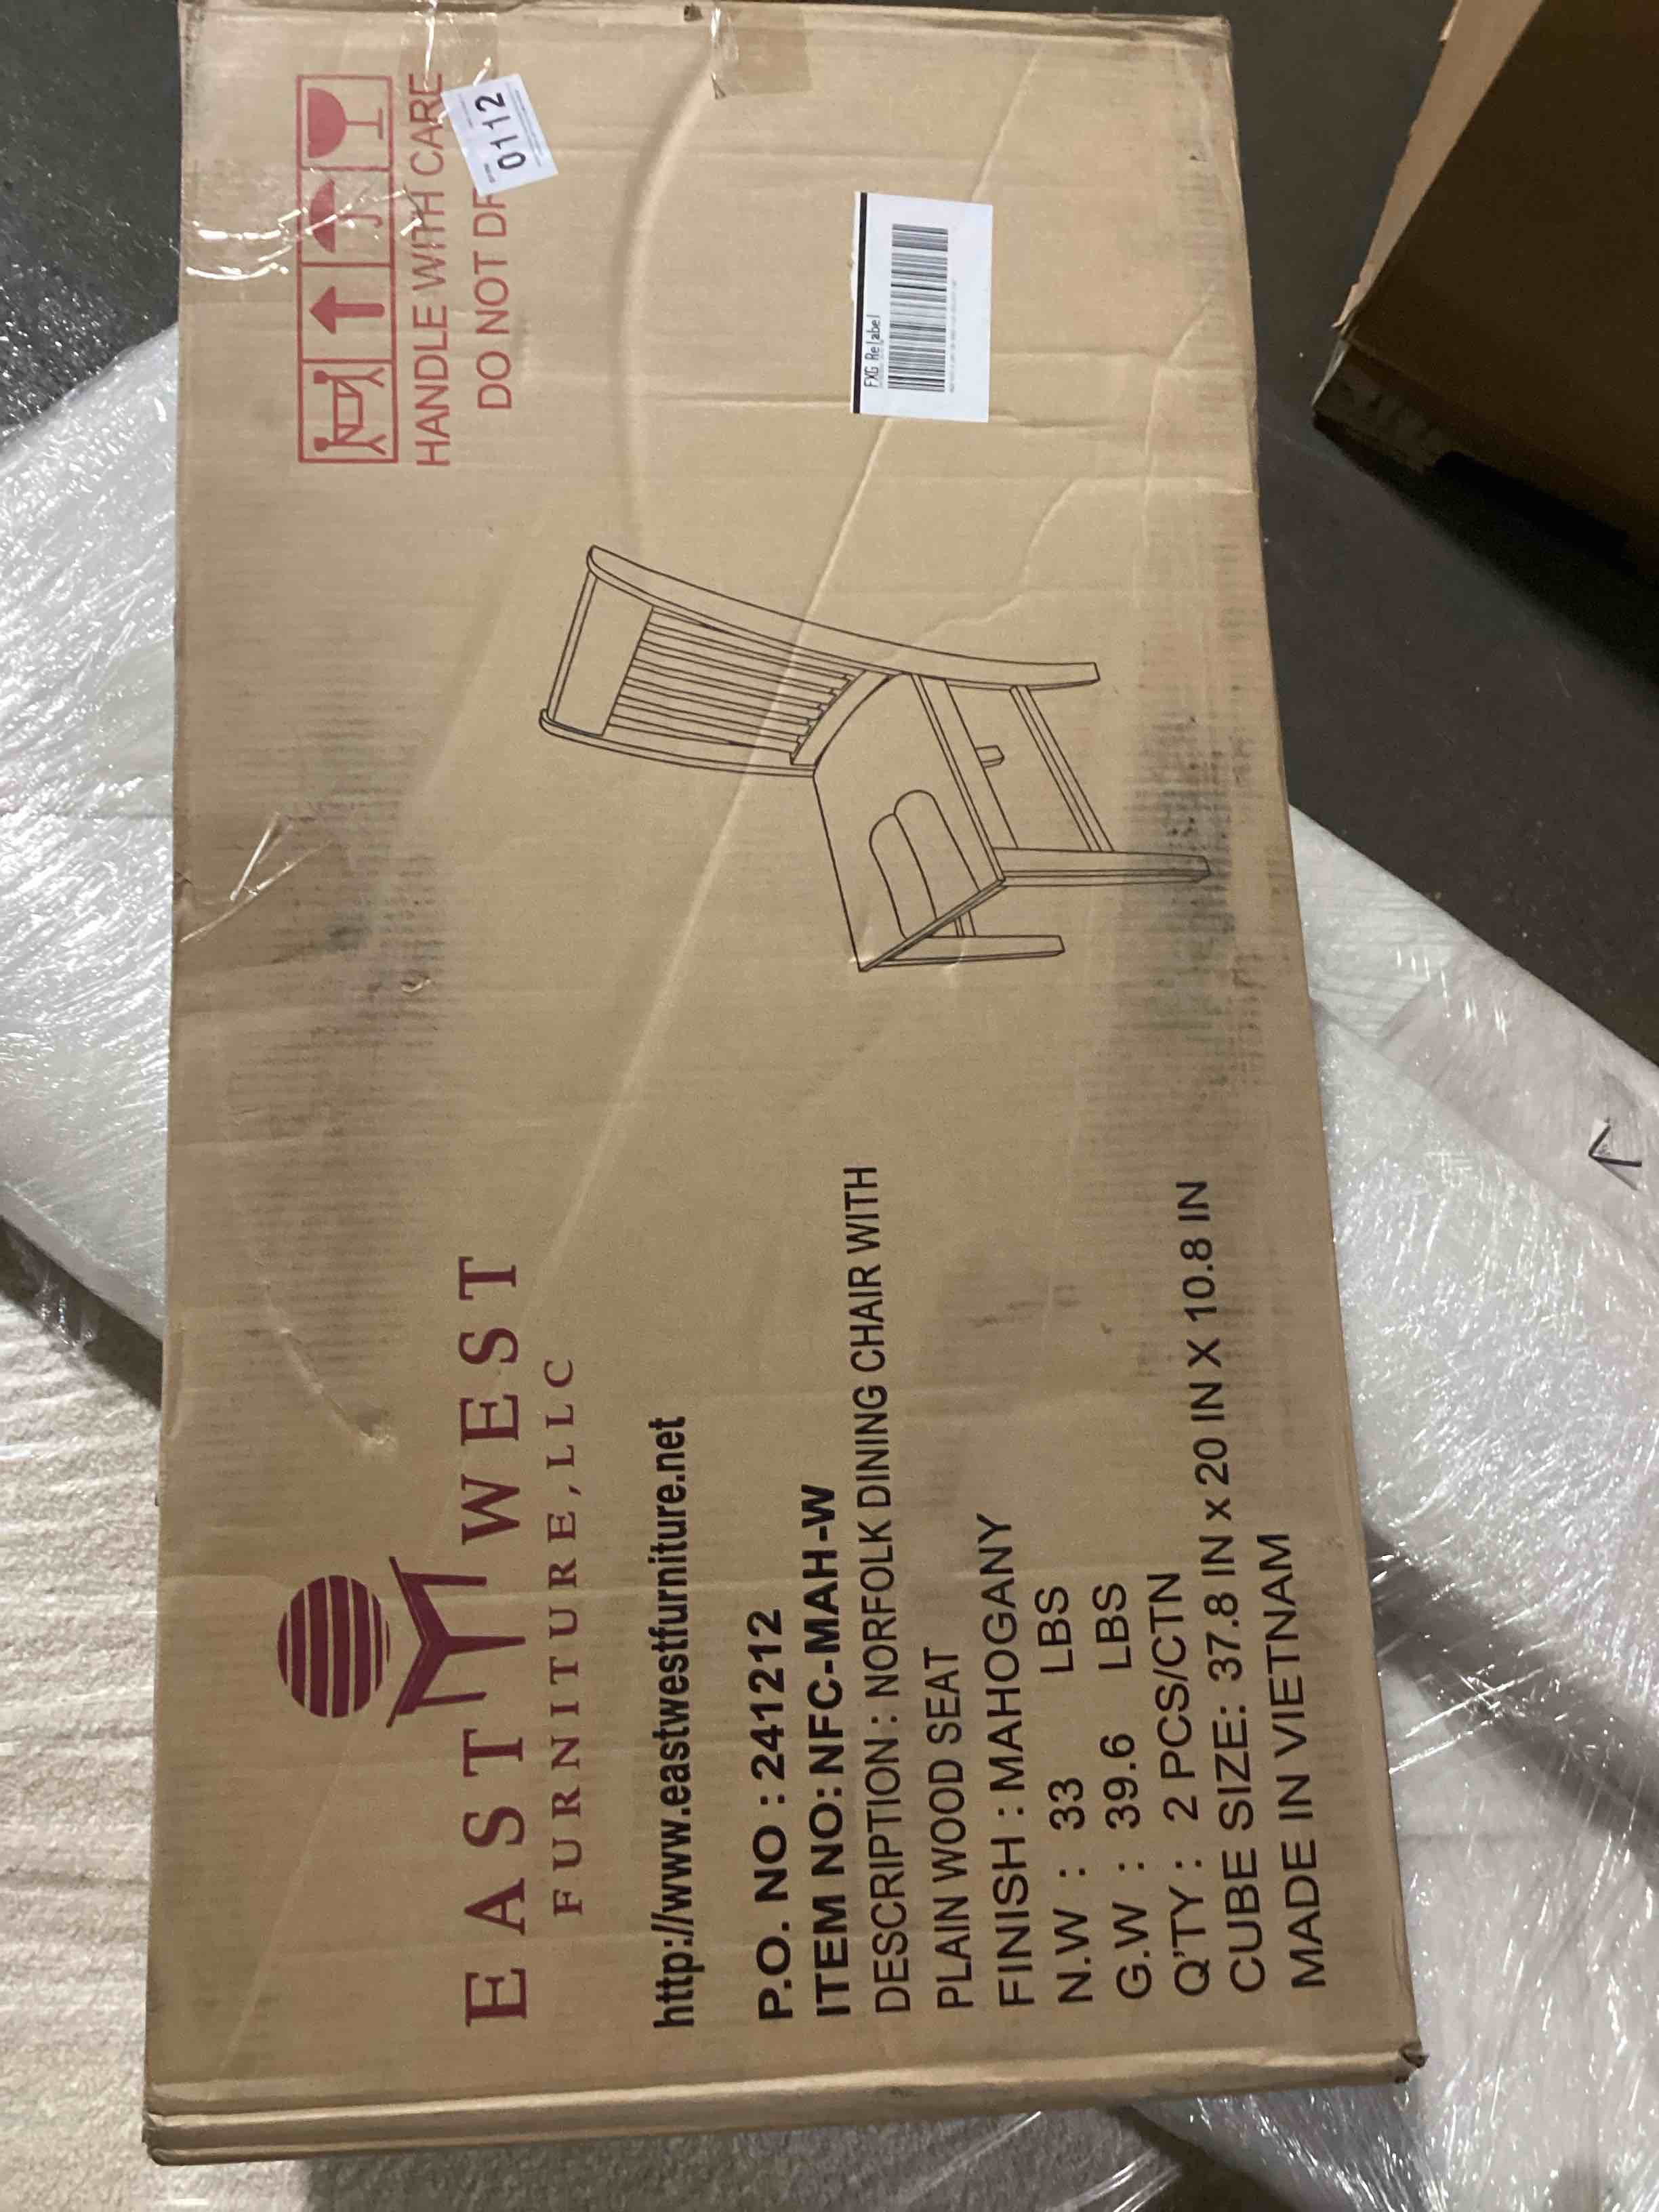 EAST WEST
FURNITURE, LLC
http://www.eastwestfurniture.net
P.O. NO : 241212
ITEM NO: NFC-MAH-W
DESCRIPTION : NORFOLK DINING CHAIR WITH
PLAIN WOOD SEAT
FINISH : MAHOGANY
N.W : 33 LBS
G.W : 39.6 LBS
Q'TY : 2 PCS/CTN
CUBE SIZE: 37.8 IN x 20 IN X 10.8 IN
MADE IN VIETNAM
HANDLE WITH CARE
DO NOT
0112
FXG Relabel